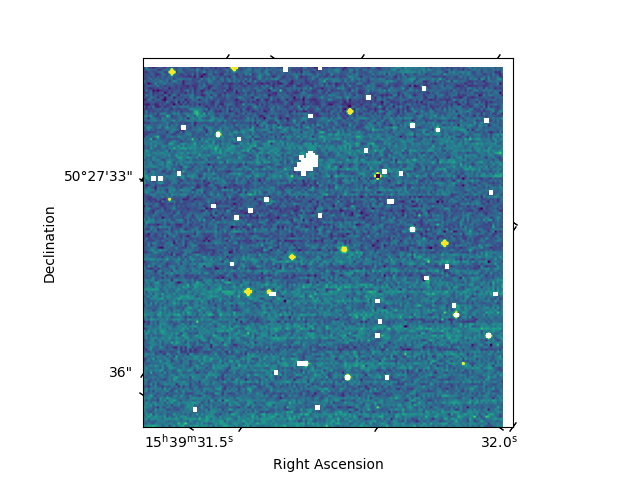 50°27'33"
Declination
36"
15ʰ39ᵐ31.5ˢ
32.0ˢ
Right Ascension